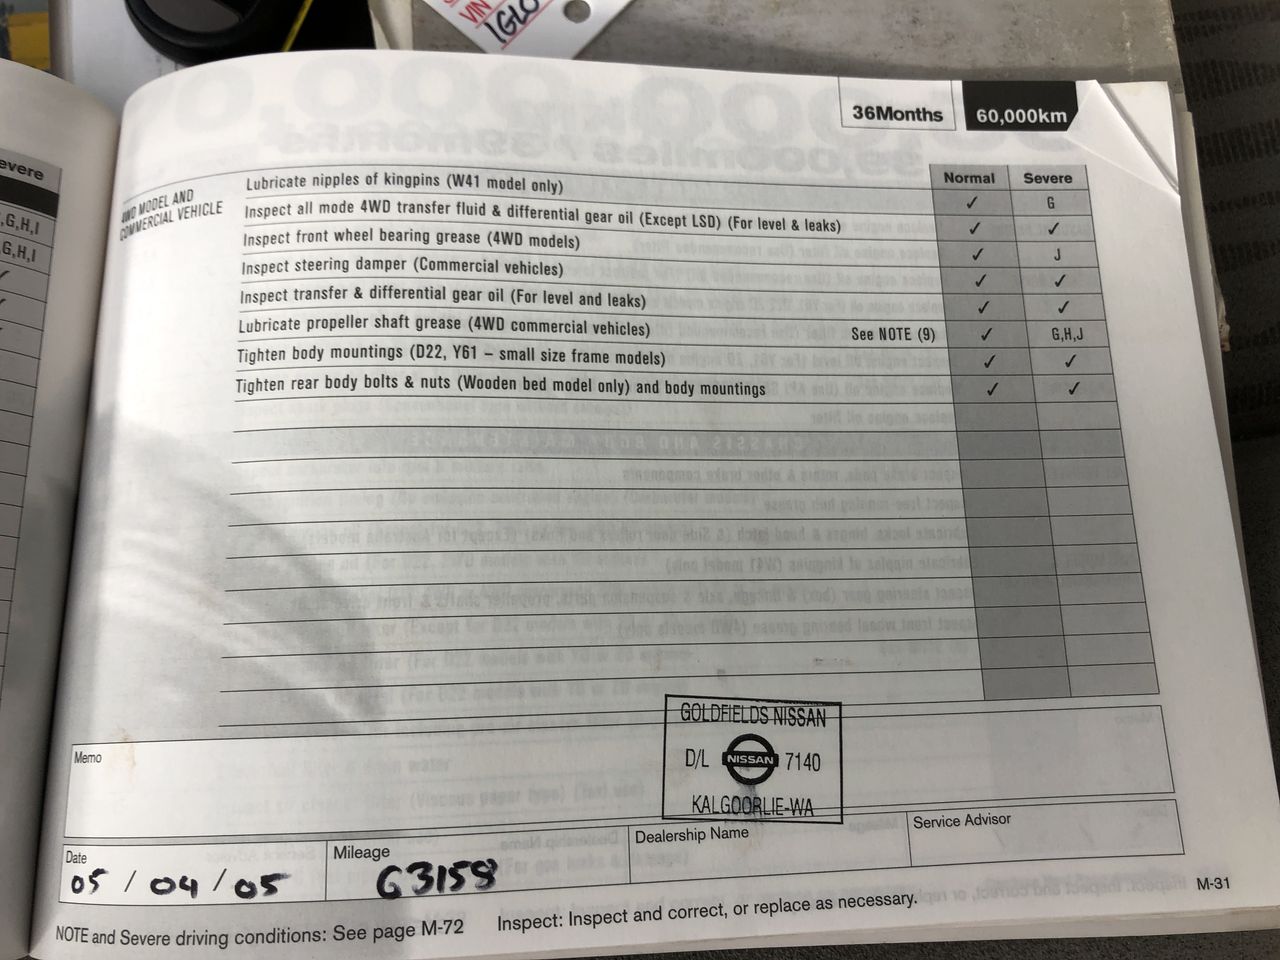 VIN
1GLO
36Months 60,000km
evere
,G,H,I
,G,H,I
4WD MODEL AND
COMMERCIAL VEHICLE
Normal Severe
Lubricate nipples of kingpins (W41 model only) ✓ G
Inspect all mode 4WD transfer fluid & differential gear oil (Except LSD) (For level & leaks) ✓ ✓
Inspect front wheel bearing grease (4WD models) ✓ J
Inspect steering damper (Commercial vehicles) ✓ ✓
Inspect transfer & differential gear oil (For level and leaks) ✓ ✓
Lubricate propeller shaft grease (4WD commercial vehicles) See NOTE (9) ✓ G,H,J
Tighten body mountings (D22, Y61 – small size frame models) ✓ ✓
Tighten rear body bolts & nuts (Wooden bed model only) and body mountings ✓ ✓
Memo
GOLDFIELDS NISSAN
D/L NISSAN 7140
KALGOORLIE-WA
Date Mileage Dealership Name Service Advisor
05 / 04 / 05 63158
NOTE and Severe driving conditions: See page M-72 Inspect: Inspect and correct, or replace as necessary. M-31